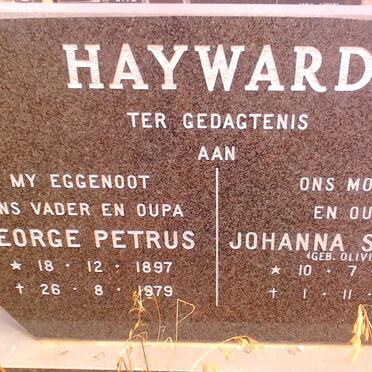 HAYWARD
TER GEDAGTENIS
AAN
MY EGGENOOT
NS VADER EN OUPA
EORGE PETRUS
★ 18 · 12 · 1897
✝ 26 · 8 · 1979
ONS MO
EN OU
JOHANNA S
(GEB. OLIVI
★ 10 · 7 ·
✝ 1 · 11 ·